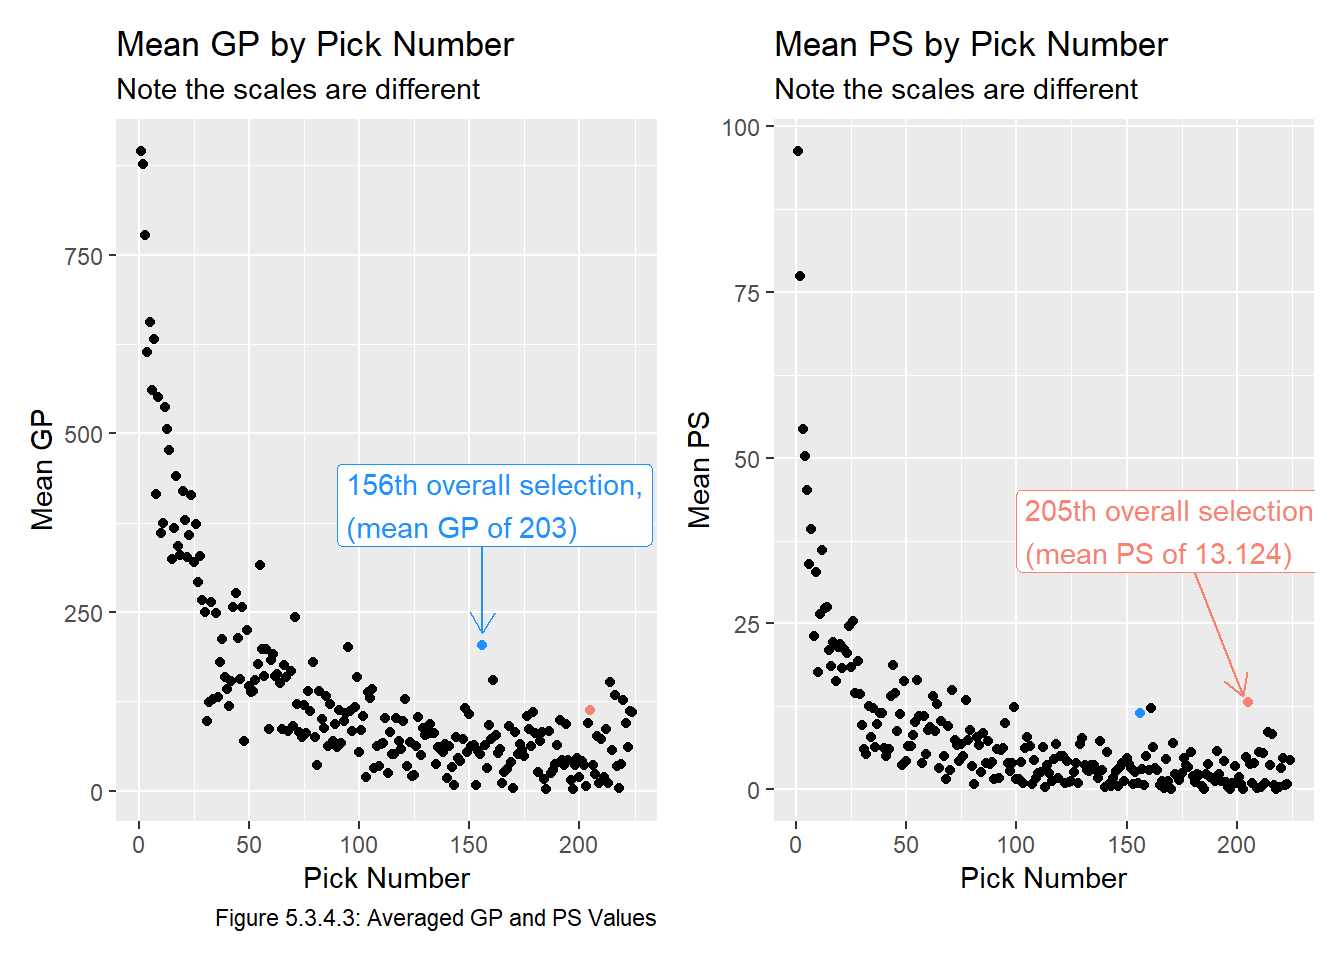 Mean GP by Pick Number
Note the scales are different
Mean GP
750
500
250
0
156th overall selection,
(mean GP of 203)
0
50
100
150
200
Pick Number
Figure 5.3.4.3: Averaged GP and PS Values
Mean PS by Pick Number
Note the scales are different
Mean PS
100
75
50
25
0
205th overall selection
(mean PS of 13.124)
0
50
100
150
200
Pick Number